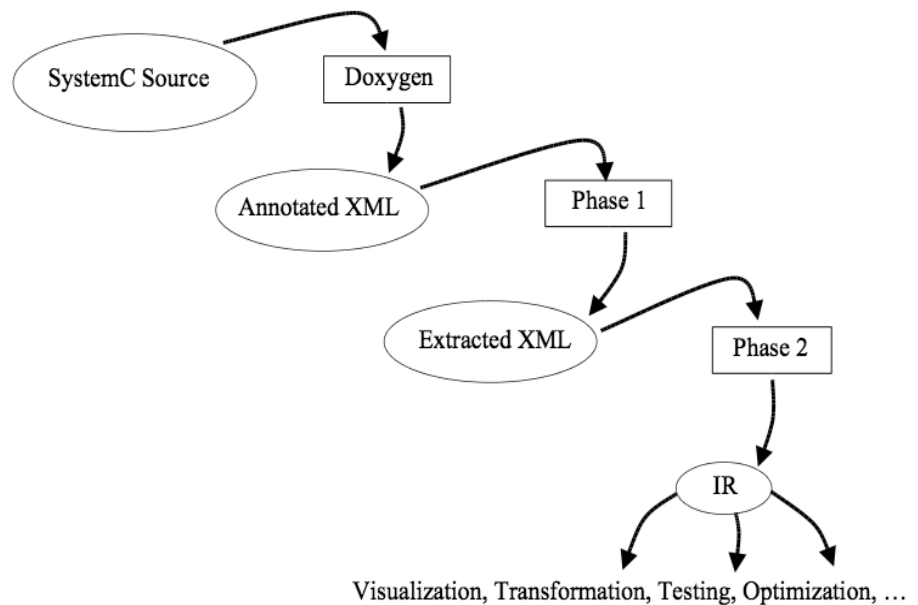 SystemC Source
Doxygen
Annotated XML
Phase 1
Extracted XML
Phase 2
IR
Visualization, Transformation, Testing, Optimization, …